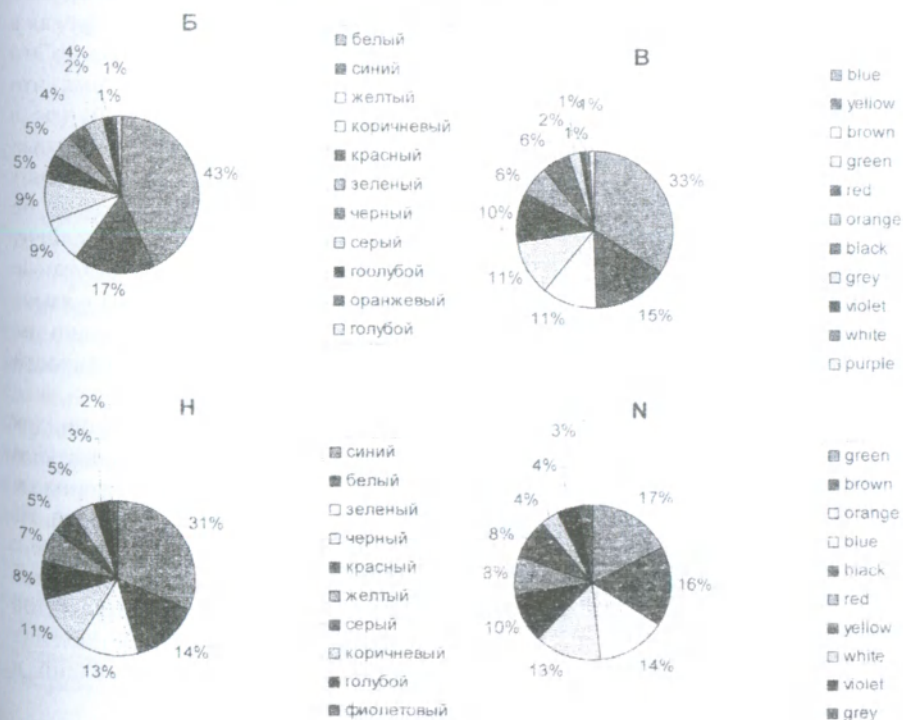 Б
4%
2% 1%
4% 1%
5%
5%
9%
9%
17%
43%
белый
синий
желтый
коричневый
красный
зеленый
черный
серый
гоолубой
оранжевый
голубой
В
1% 1%
2% 1%
6%
6%
10%
11%
11%
15%
33%
blue
yellow
brown
green
red
orange
black
grey
violet
white
purple
Н
2%
3%
5%
5%
7%
8%
11%
13%
14%
31%
синий
белый
зеленый
черный
красный
желтый
серый
коричневый
голубой
фиолетовый
N
3%
4%
4%
8%
8%
10%
13%
14%
16%
17%
green
brown
orange
blue
black
red
yellow
white
violet
grey